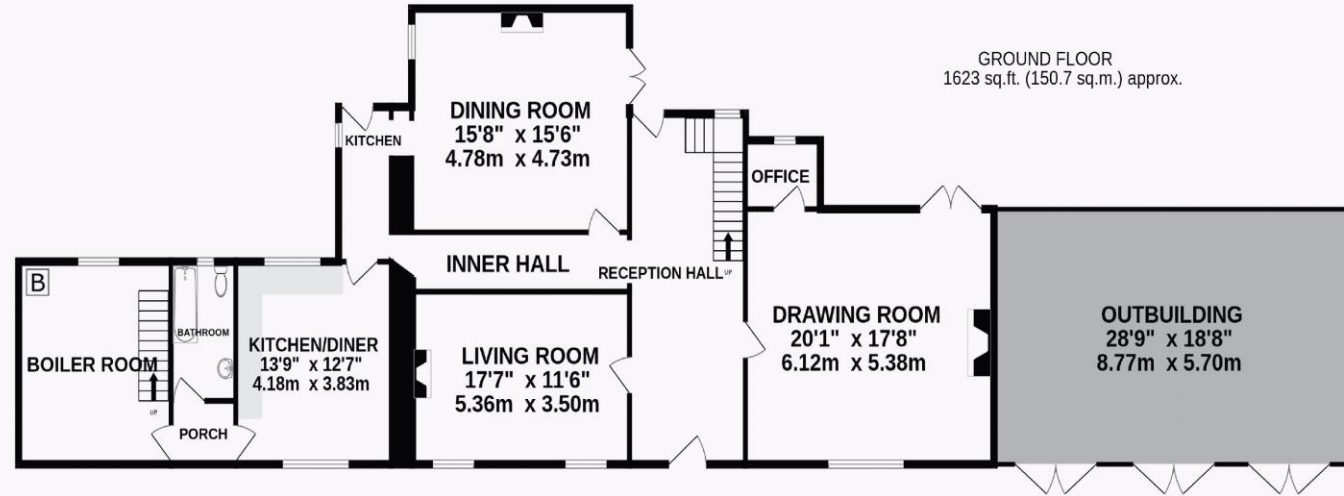 GROUND FLOOR
1623 sq.ft. (150.7 sq.m.) approx.
DINING ROOM
15'8" x 15'6"
4.78m x 4.73m
KITCHEN
OFFICE
INNER HALL
RECEPTION HALL
UP
B
BOILER ROOM
UP
BATHROOM
PORCH
KITCHEN/DINER
13'9" x 12'7"
4.18m x 3.83m
LIVING ROOM
17'7" x 11'6"
5.36m x 3.50m
DRAWING ROOM
20'1" x 17'8"
6.12m x 5.38m
OUTBUILDING
28'9" x 18'8"
8.77m x 5.70m